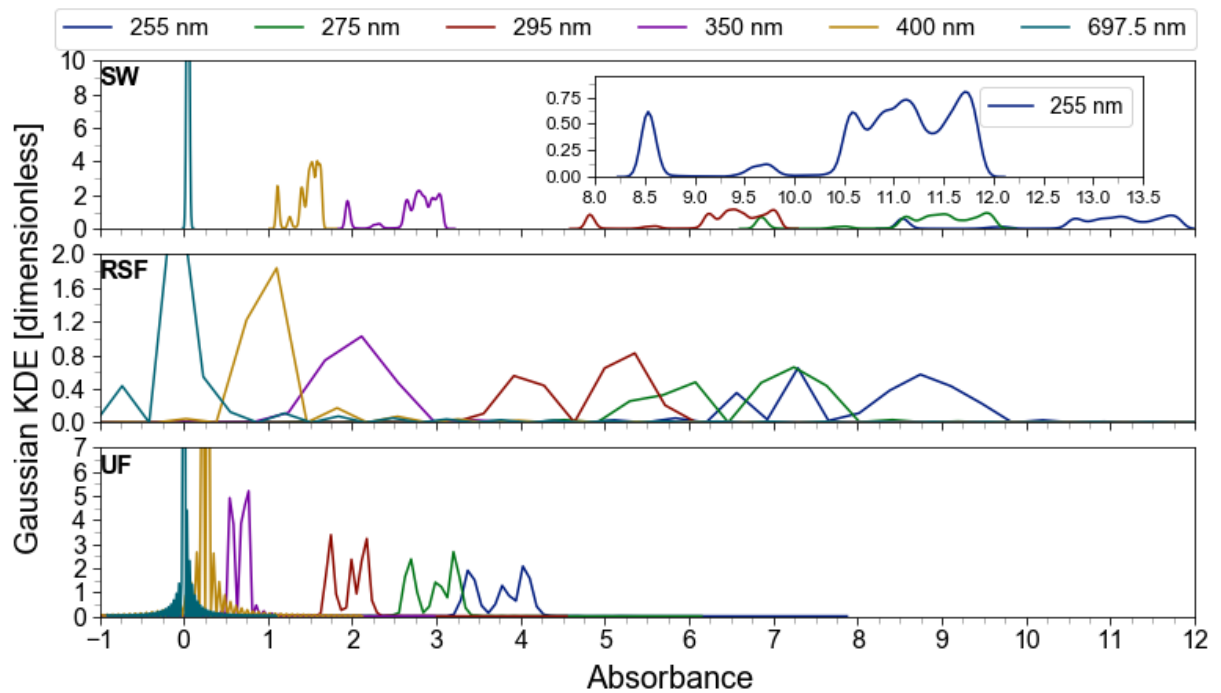 255 nm 275 nm 295 nm 350 nm 400 nm 697.5 nm
Gaussian KDE [dimensionless]
SW
10
8
6
4
2
0
0.75
0.50
0.25
0.00
255 nm
8.0 8.5 9.0 9.5 10.0 10.5 11.0 11.5 12.0 12.5 13.0 13.5
RSF
2.0
1.6
1.2
0.8
0.4
0.0
UF
7
6
5
4
3
2
1
0
−1 0 1 2 3 4 5 6 7 8 9 10 11 12
Absorbance